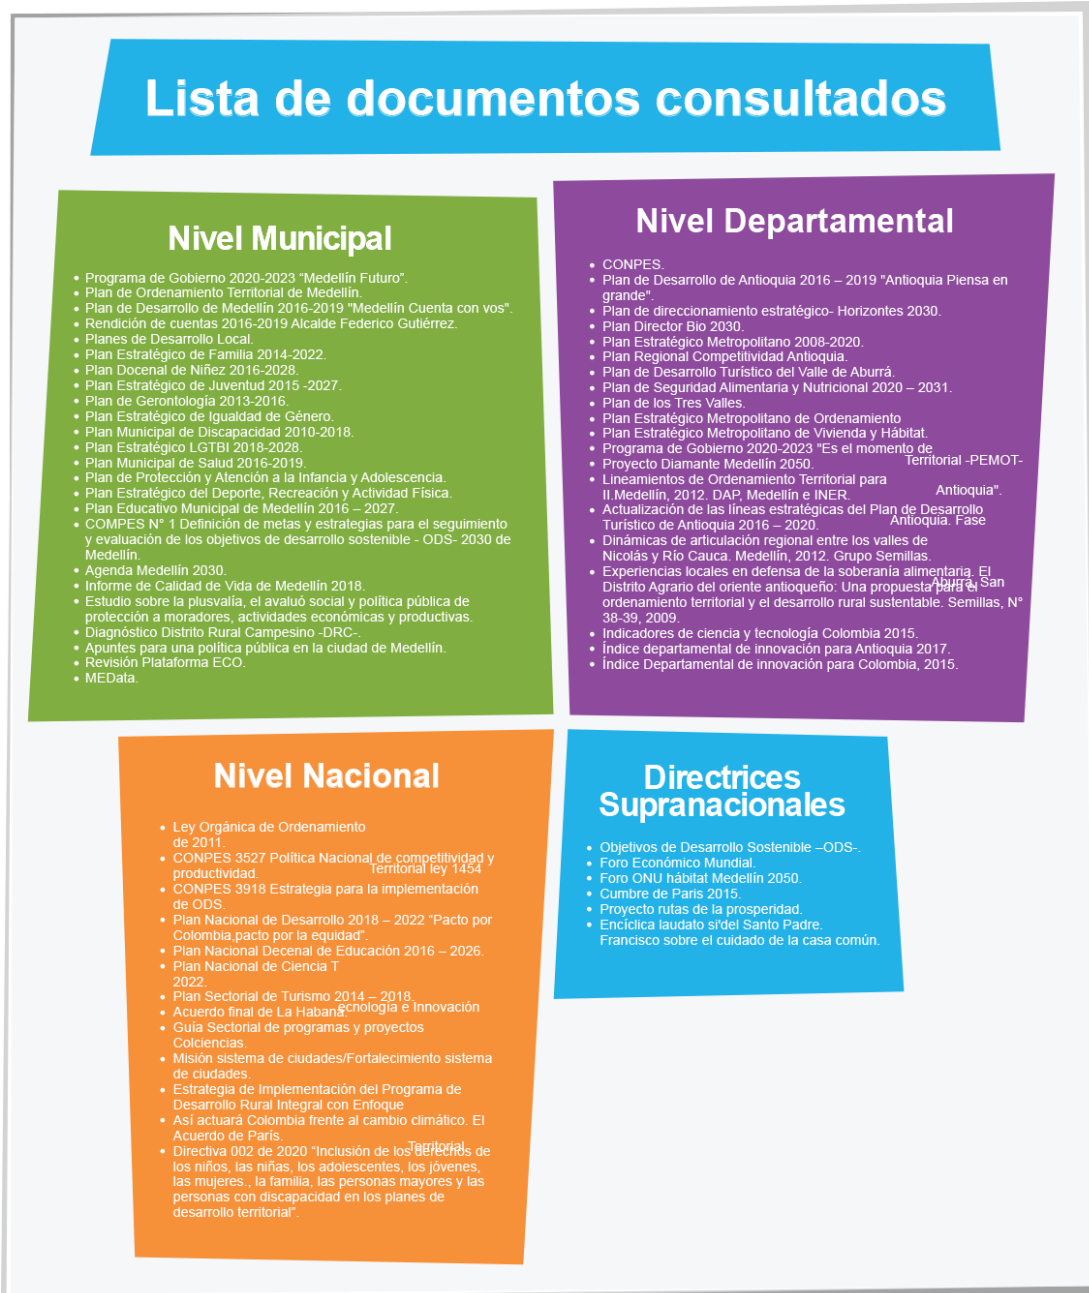 Lista de documentos consultados
Nivel Municipal
• Programa de Gobierno 2020-2023 “Medellín Futuro”.
• Plan de Ordenamiento Territorial de Medellín.
• Plan de Desarrollo de Medellín 2016-2019 "Medellín Cuenta con vos".
• Rendición de cuentas 2016-2019 Alcalde Federico Gutiérrez.
• Planes de Desarrollo Local.
• Plan Estratégico de Familia 2014-2022.
• Plan Docenal de Niñez 2016-2028.
• Plan Estratégico de Juventud 2015 -2027.
• Plan de Gerontología 2013-2016.
• Plan Estratégico de Igualdad de Género.
• Plan Municipal de Discapacidad 2010-2018.
• Plan Estratégico LGTBI 2018-2028.
• Plan Municipal de Salud 2016-2019.
• Plan de Protección y Atención a la Infancia y Adolescencia.
• Plan Estratégico del Deporte, Recreación y Actividad Física.
• Plan Educativo Municipal de Medellín 2016 – 2027.
• COMPES N° 1 Definición de metas y estrategias para el seguimiento
y evaluación de los objetivos de desarrollo sostenible - ODS- 2030 de
Medellín.
• Agenda Medellín 2030.
• Informe de Calidad de Vida de Medellín 2018.
• Estudio sobre la plusvalía, el avaluó social y política pública de
protección a moradores, actividades económicas y productivas.
• Diagnóstico Distrito Rural Campesino -DRC-.
• Apuntes para una política pública en la ciudad de Medellín.
• Revisión Plataforma ECO.
• MEData.
Nivel Departamental
• CONPES.
• Plan de Desarrollo de Antioquia 2016 – 2019 "Antioquia Piensa en
grande".
• Plan de direccionamiento estratégico- Horizontes 2030.
• Plan Director Bio 2030.
• Plan Estratégico Metropolitano 2008-2020.
• Plan Regional Competitividad Antioquia.
• Plan de Desarrollo Turístico del Valle de Aburrá.
• Plan de Seguridad Alimentaria y Nutricional 2020 – 2031.
• Plan de los Tres Valles.
• Plan Estratégico Metropolitano de Ordenamiento
• Plan Estratégico Metropolitano de Vivienda y Hábitat.
• Programa de Gobierno 2020-2023 "Es el momento de
Territorial -PEMOT-
• Proyecto Diamante Medellín 2050.
• Lineamientos de Ordenamiento Territorial para
Antioquia".
II.Medellín, 2012. DAP, Medellín e INER.
• Actualización de las líneas estratégicas del Plan de Desarrollo
Antioquia. Fase
Turístico de Antioquia 2016 – 2020.
• Dinámicas de articulación regional entre los valles de
Nicolás y Río Cauca. Medellín, 2012. Grupo Semillas.
• Experiencias locales en defensa de la soberanía alimentaria. El
Aburrá, San
Distrito Agrario del oriente antioqueño: Una propuesta para el
ordenamiento territorial y el desarrollo rural sustentable. Semillas, N°
38-39, 2009.
• Indicadores de ciencia y tecnología Colombia 2015.
• Índice departamental de innovación para Antioquia 2017.
• Índice Departamental de innovación para Colombia, 2015.
Nivel Nacional
• Ley Orgánica de Ordenamiento
de 2011.
• CONPES 3527 Política Nacional de competitividad y
Territorial ley 1454
productividad.
• CONPES 3918 Estrategia para la implementación
de ODS.
• Plan Nacional de Desarrollo 2018 – 2022 “Pacto por
Colombia,pacto por la equidad”.
• Plan Nacional Decenal de Educación 2016 – 2026.
• Plan Nacional de Ciencia T
2022.
• Plan Sectorial de Turismo 2014 – 2018.
ecnología e Innovación
• Acuerdo final de La Habana.
• Guía Sectorial de programas y proyectos
Colciencias.
• Misión sistema de ciudades/Fortalecimiento sistema
de ciudades.
• Estrategia de Implementación del Programa de
Desarrollo Rural Integral con Enfoque
• Así actuará Colombia frente al cambio climático. El
Acuerdo de París.
Territorial.
• Directiva 002 de 2020 “Inclusión de los derechos de
los niños, las niñas, los adolescentes, los jóvenes,
las mujeres., la familia, las personas mayores y las
personas con discapacidad en los planes de
desarrollo territorial”.
Directrices
Supranacionales
• Objetivos de Desarrollo Sostenible –ODS-.
• Foro Económico Mundial.
• Foro ONU hábitat Medellín 2050.
• Cumbre de Paris 2015.
• Proyecto rutas de la prosperidad.
• Encíclica laudato si'del Santo Padre.
Francisco sobre el cuidado de la casa común.